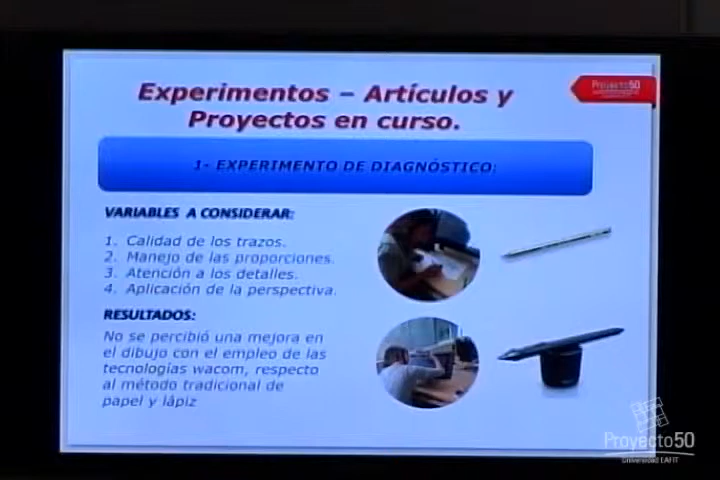 Experimentos – Artículos y
Proyectos en curso.
Proyecto50
1- EXPERIMENTO DE DIAGNÓSTICO:
VARIABLES A CONSIDERAR:
1. Calidad de los trazos.
2. Manejo de las proporciones.
3. Atención a los detalles.
4. Aplicación de la perspectiva.
RESULTADOS:
No se percibió una mejora en
el dibujo con el empleo de las
tecnologías wacom, respecto
al método tradicional de
papel y lápiz
Proyecto50
Universidad EAFIT